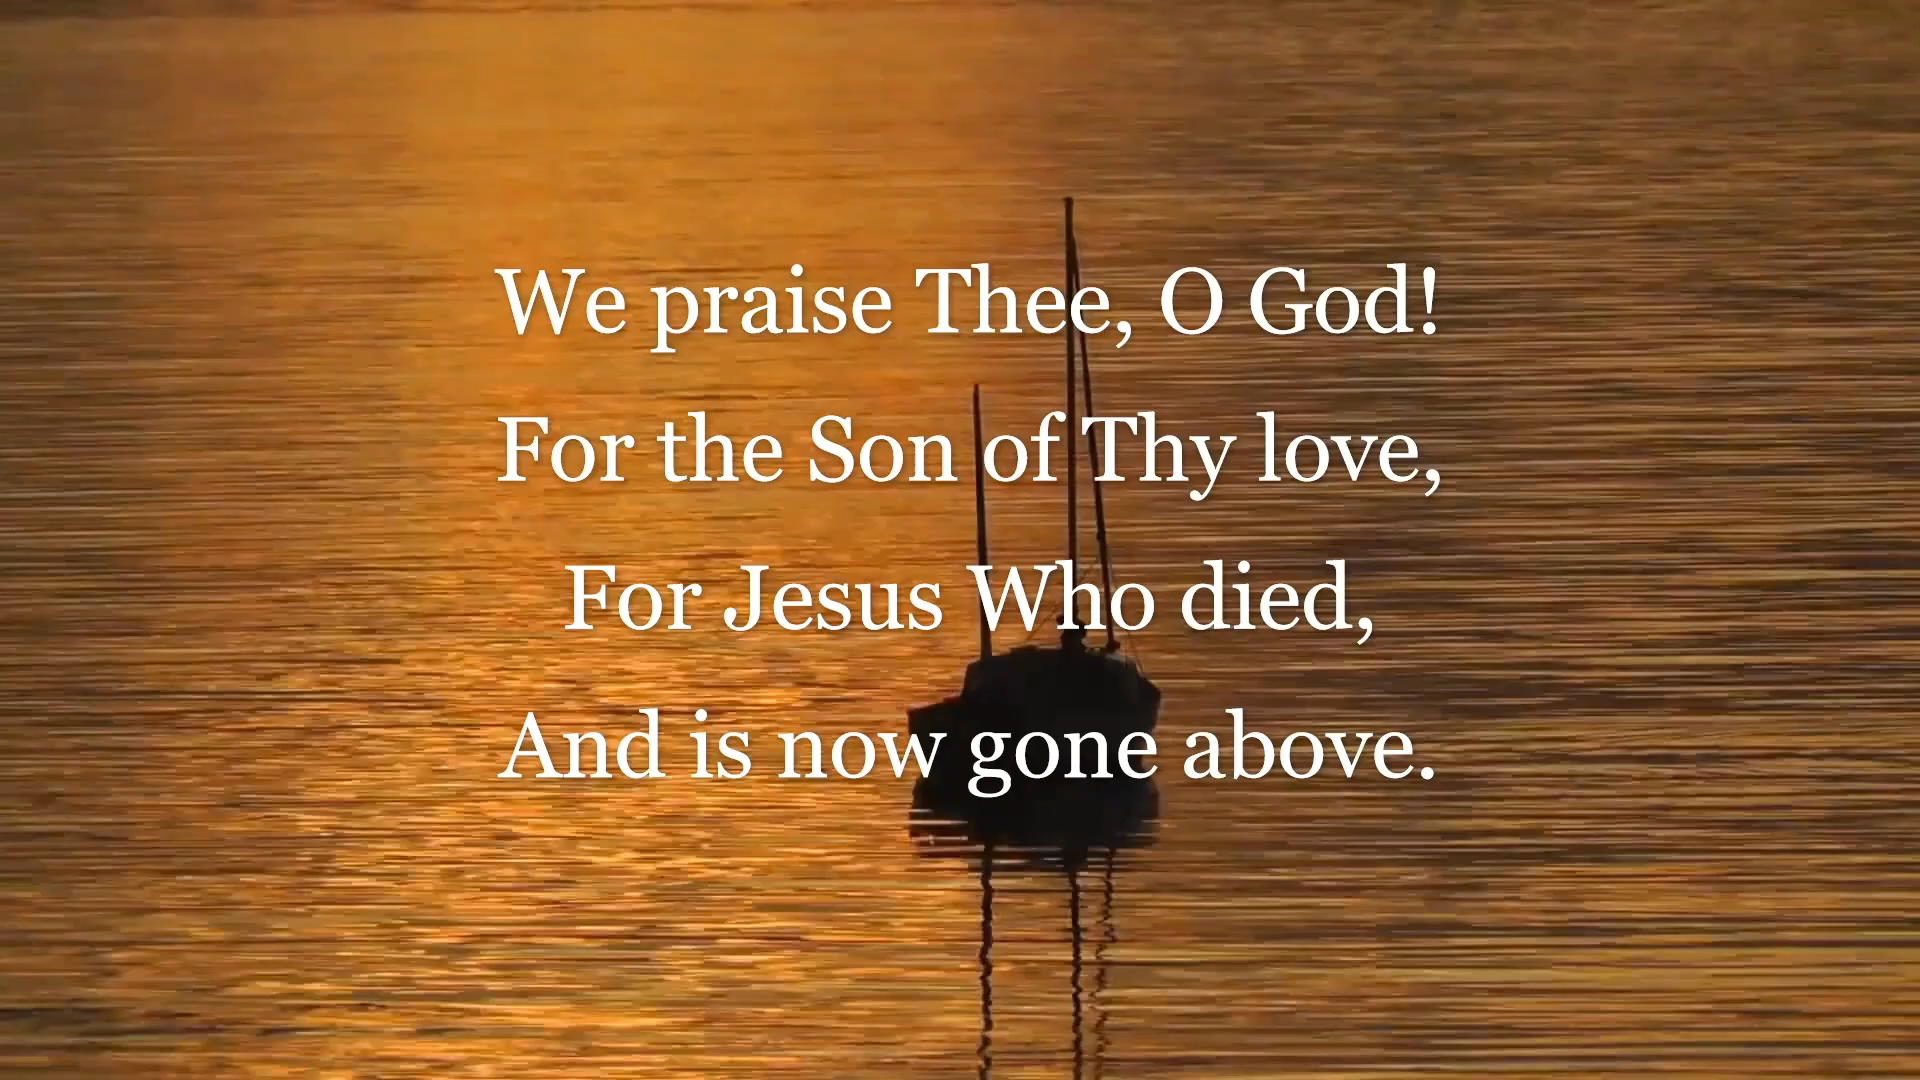 We praise Thee, O God!
For the Son of Thy love,
For Jesus Who died,
And is now gone above.